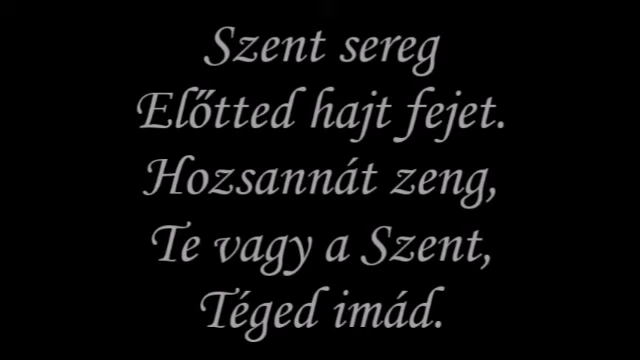 Szent sereg
Előtted hajt fejet.
Hozsannát zeng,
Te vagy a Szent,
Téged imád.